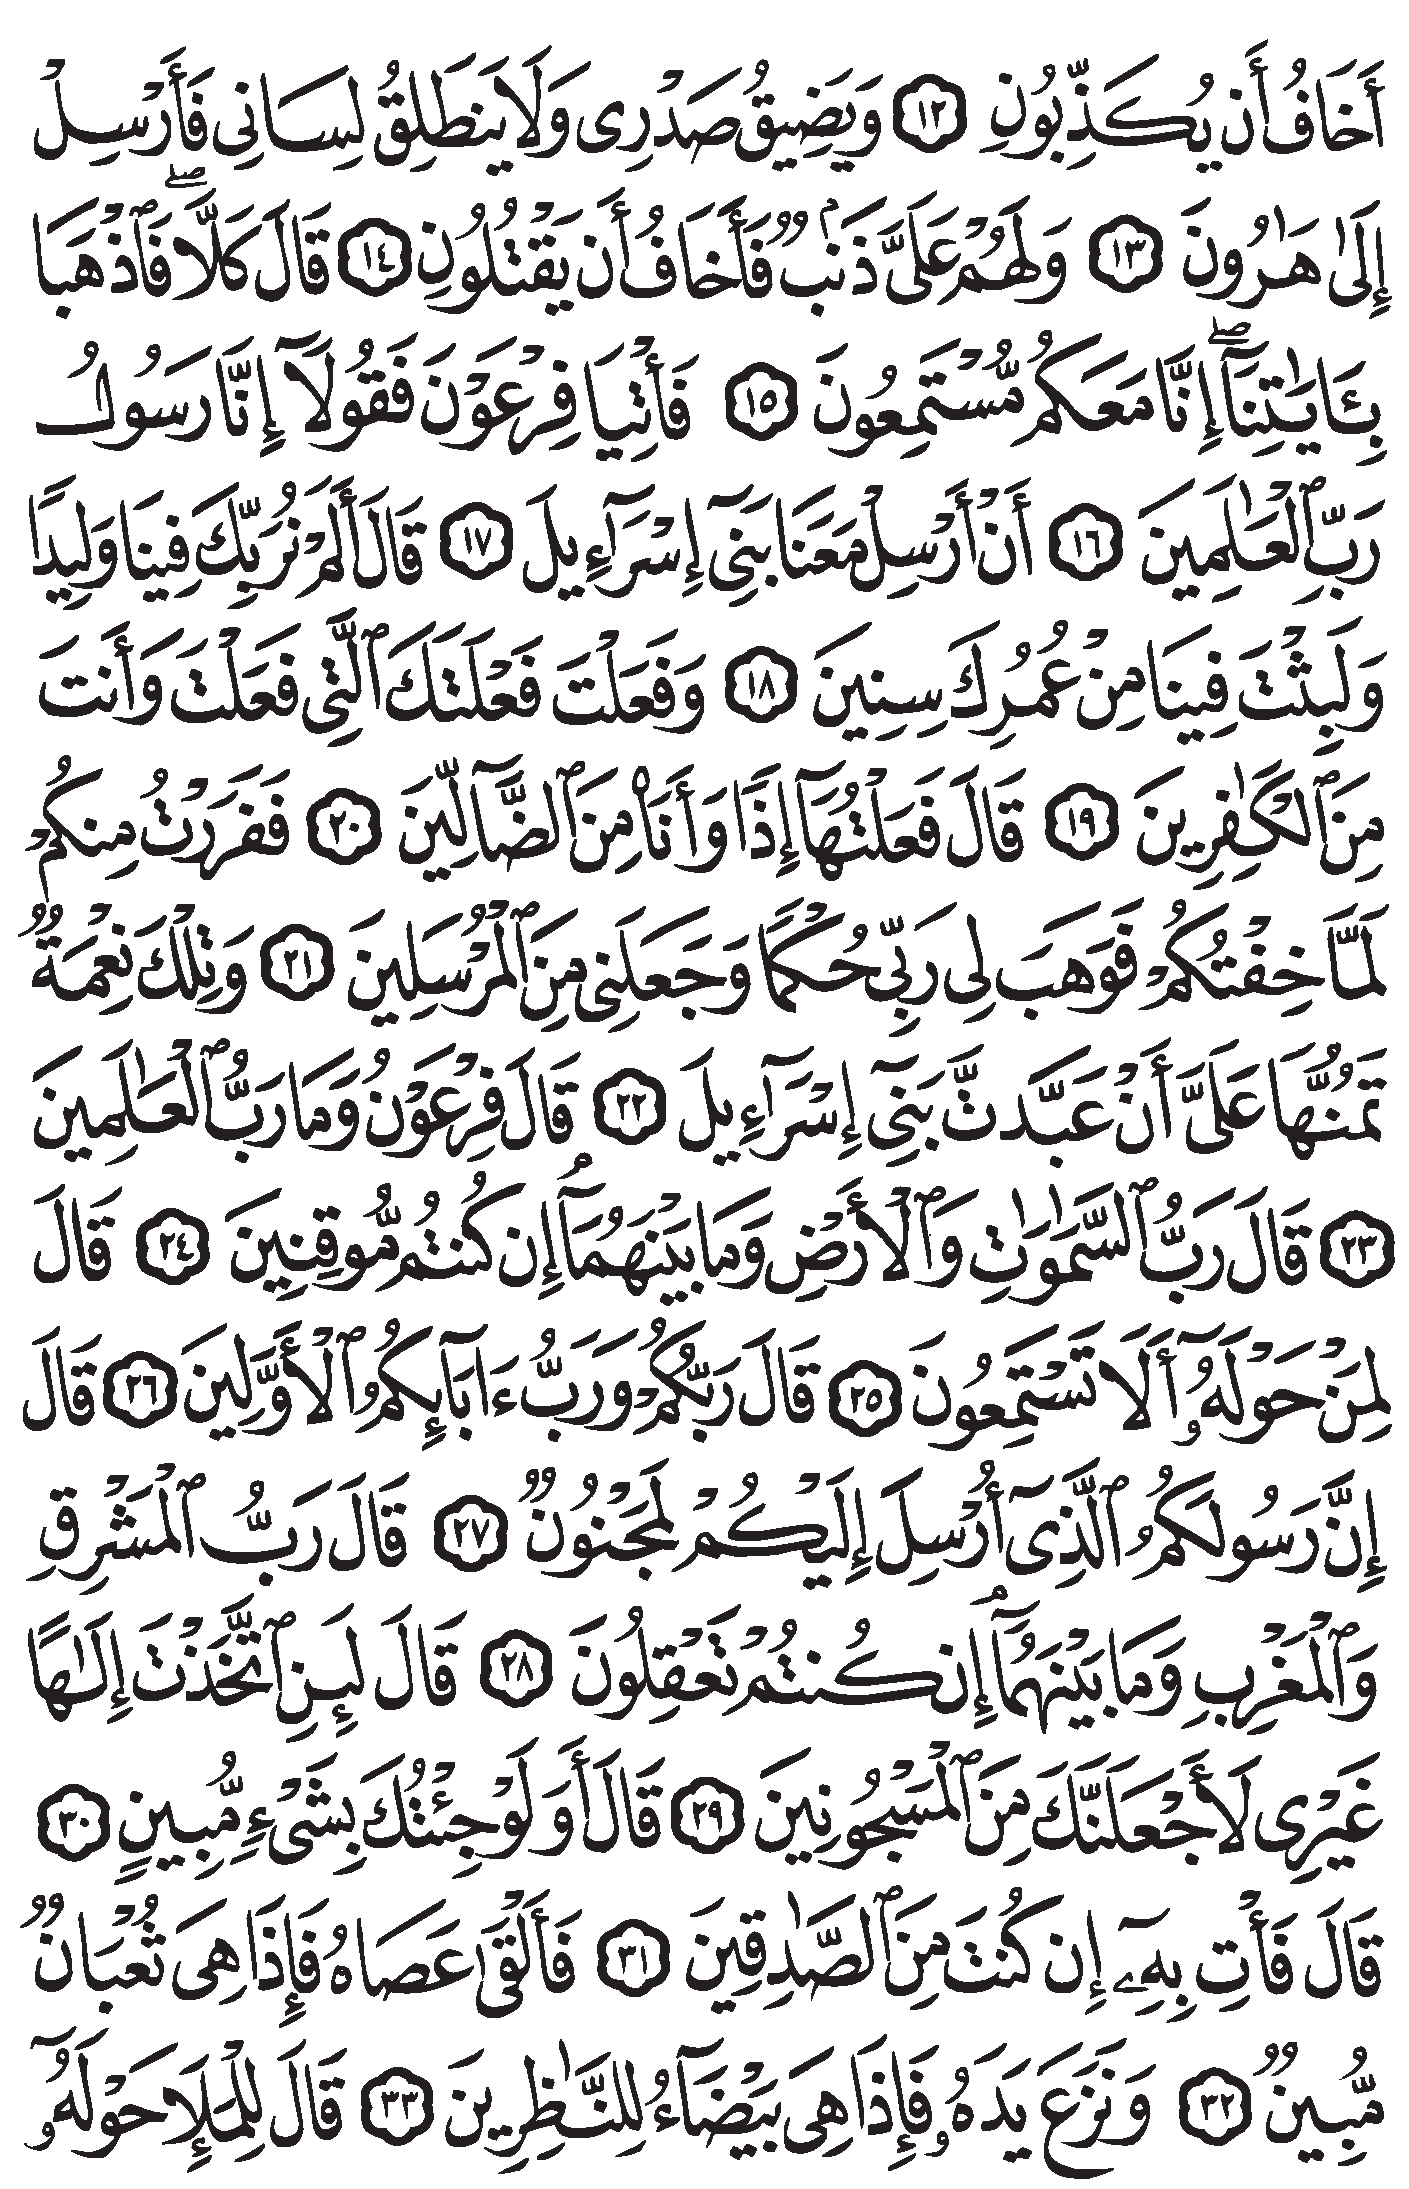 أَخَافُ أَن يُكَذِّبُونِ ١٢ وَيَضِيقُ صَدْرِى وَلَا يَنطَلِقُ لِسَانِى فَأَرْسِلْ
إِلَىٰ هَـٰرُونَ ١٣ وَلَهُمْ عَلَىَّ ذَنۢبٌ فَأَخَافُ أَن يَقْتُلُونِ ١٤ قَالَ كَلَّا ۖ فَٱذْهَبَا
بِـَٔايَـٰتِنَآ ۖ إِنَّا مَعَكُم مُّسْتَمِعُونَ ١٥ فَأْتِيَا فِرْعَوْنَ فَقُولَآ إِنَّا رَسُولُ
رَبِّ ٱلْعَـٰلَمِينَ ١٦ أَنْ أَرْسِلْ مَعَنَا بَنِىٓ إِسْرَٰٓءِيلَ ١٧ قَالَ أَلَمْ نُرَبِّكَ فِينَا وَلِيدًا
وَلَبِثْتَ فِينَا مِنْ عُمُرِكَ سِنِينَ ١٨ وَفَعَلْتَ فَعْلَتَكَ ٱلَّتِى فَعَلْتَ وَأَنتَ
مِنَ ٱلْكَـٰفِرِينَ ١٩ قَالَ فَعَلْتُهَآ إِذًا وَأَنَا۠ مِنَ ٱلضَّآلِّينَ ٢٠ فَفَرَرْتُ مِنكُمْ
لَمَّا خِفْتُكُمْ فَوَهَبَ لِى رَبِّى حُكْمًا وَجَعَلَنِى مِنَ ٱلْمُرْسَلِينَ ٢١ وَتِلْكَ نِعْمَةٌ
تَمُنُّهَا عَلَىَّ أَنْ عَبَّدتَّ بَنِىٓ إِسْرَٰٓءِيلَ ٢٢ قَالَ فِرْعَوْنُ وَمَا رَبُّ ٱلْعَـٰلَمِينَ
٢٣ قَالَ رَبُّ ٱلسَّمَـٰوَٰتِ وَٱلْأَرْضِ وَمَا بَيْنَهُمَآ ۖ إِن كُنتُم مُّوقِنِينَ ٢٤ قَالَ
لِمَنْ حَوْلَهُۥٓ أَلَا تَسْتَمِعُونَ ٢٥ قَالَ رَبُّكُمْ وَرَبُّ ءَابَآئِكُمُ ٱلْأَوَّلِينَ ٢٦ قَالَ
إِنَّ رَسُولَكُمُ ٱلَّذِىٓ أُرْسِلَ إِلَيْكُمْ لَمَجْنُونٌ ٢٧ قَالَ رَبُّ ٱلْمَشْرِقِ
وَٱلْمَغْرِبِ وَمَا بَيْنَهُمَآ ۖ إِن كُنتُمْ تَعْقِلُونَ ٢٨ قَالَ لَئِنِ ٱتَّخَذْتَ إِلَـٰهًا
غَيْرِى لَأَجْعَلَنَّكَ مِنَ ٱلْمَسْجُونِينَ ٢٩ قَالَ أَوَلَوْ جِئْتُكَ بِشَىْءٍ مُّبِينٍ ٣٠
قَالَ فَأْتِ بِهِۦٓ إِن كُنتَ مِنَ ٱلصَّـٰدِقِينَ ٣١ فَأَلْقَىٰ عَصَاهُ فَإِذَا هِىَ ثُعْبَانٌ
مُّبِينٌ ٣٢ وَنَزَعَ يَدَهُۥ فَإِذَا هِىَ بَيْضَآءُ لِلنَّـٰظِرِينَ ٣٣ قَالَ لِلْمَلَإِ حَوْلَهُۥٓ